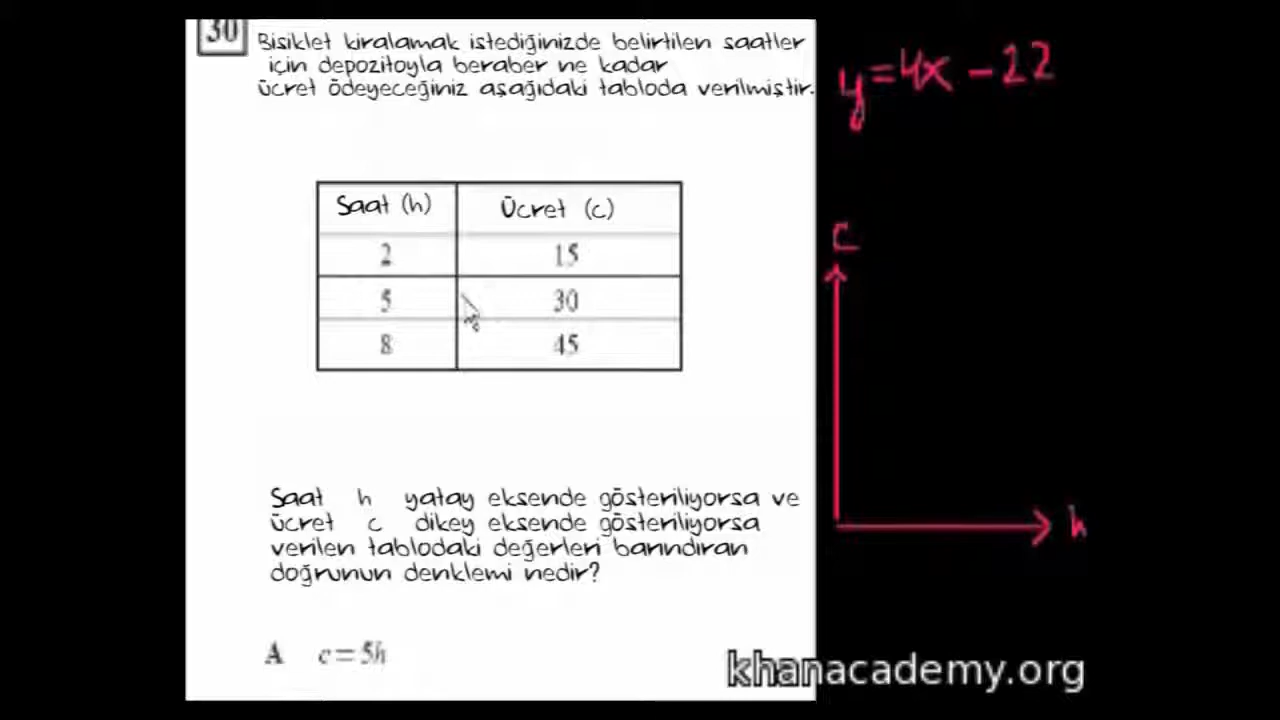 30
Bisiklet kiralamak istediğinizde belirtilen saatler
için depozitoyla beraber ne kadar
ücret ödeyeceğiniz aşağıdaki tabloda verilmiştir.
y=4x-22
Saat (h) Ücret (c)
2 15
5 30
8 45
c
h
Saat h yatay eksende gösteriliyorsa ve
ücret c dikey eksende gösteriliyorsa
verilen tablodaki değerleri barındıran
doğrunun denklemi nedir?
A c=5h
khanacademy.org